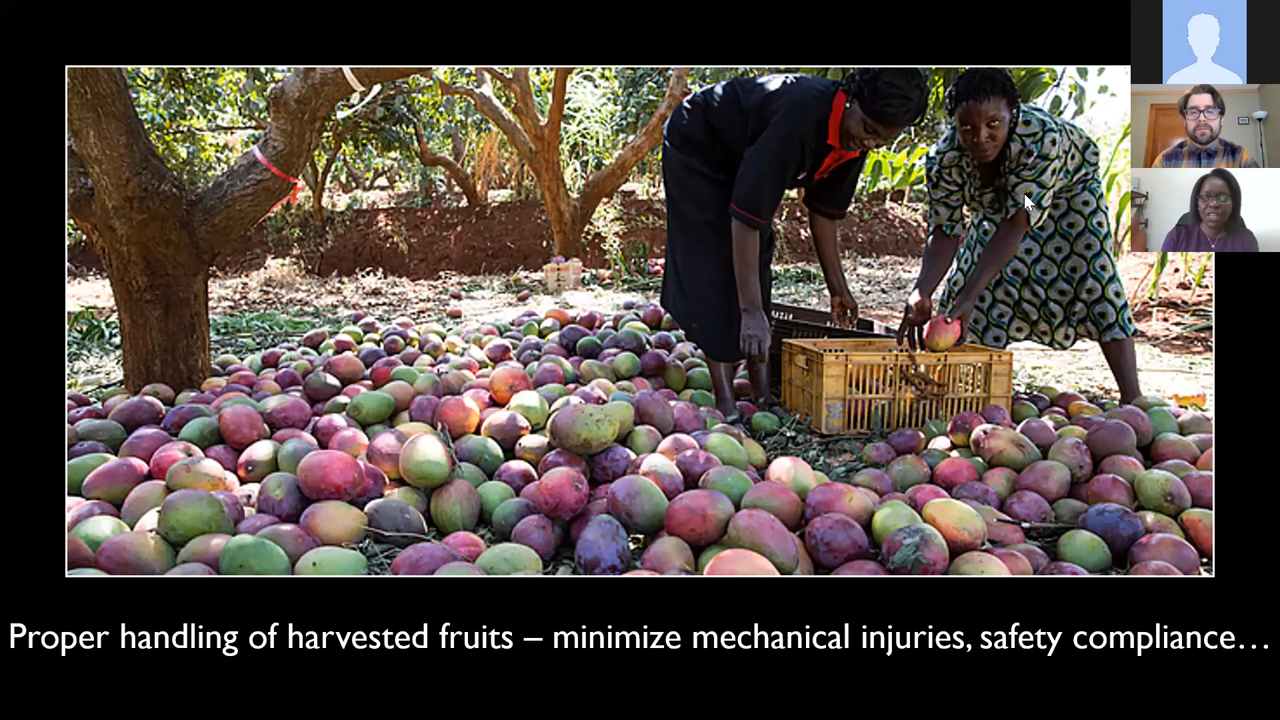 Proper handling of harvested fruits – minimize mechanical injuries, safety compliance…